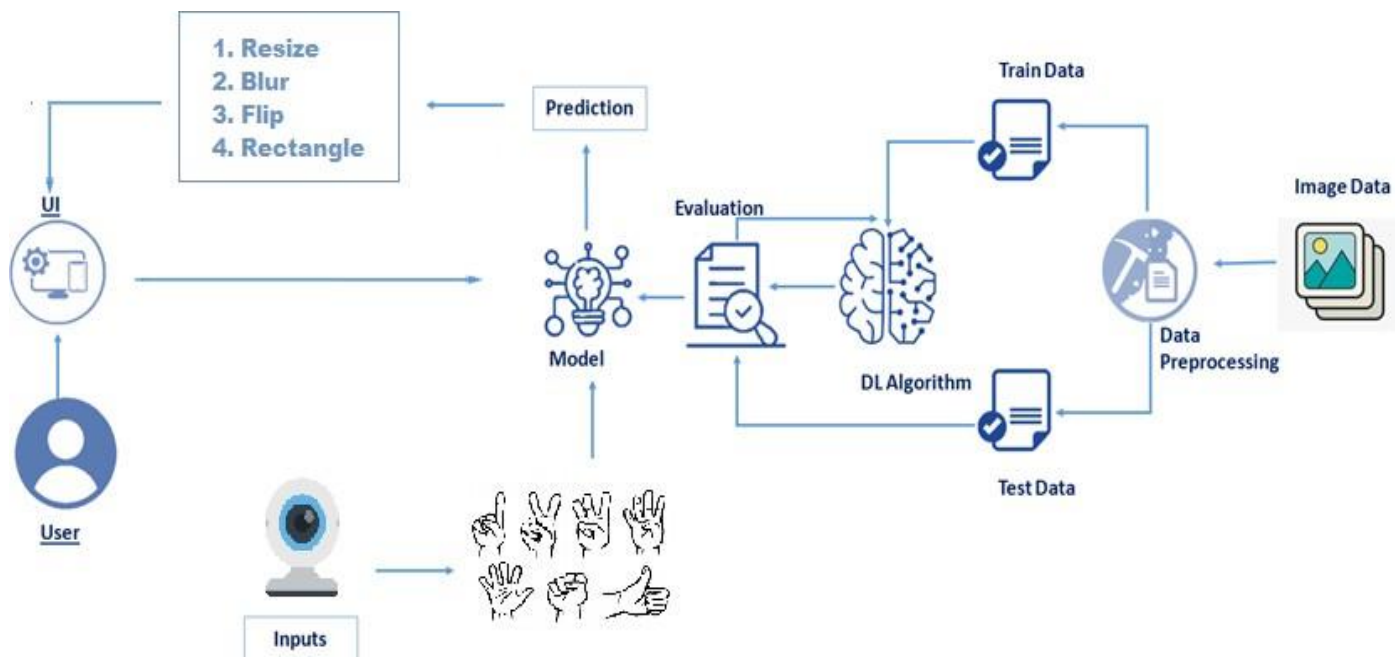 1. Resize
2. Blur
3. Flip
4. Rectangle
Prediction
Train Data
Image Data
UI
Evaluation
Model
DL Algorithm
Data
Preprocessing
Test Data
User
Inputs